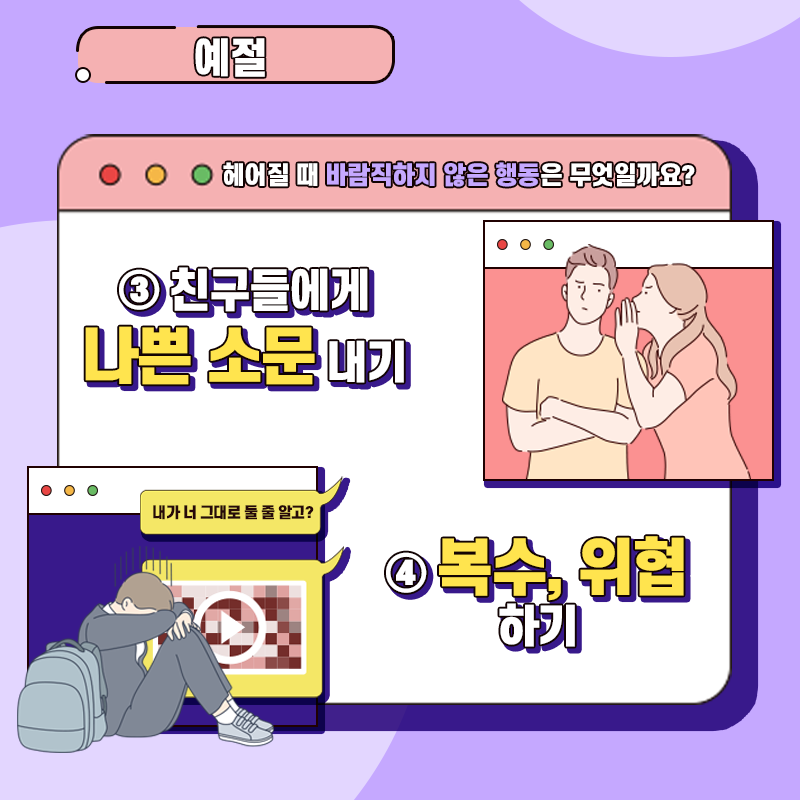 예절
헤어질 때 바람직하지 않은 행동은 무엇일까요?
③ 친구들에게
나쁜 소문 내기
내가 너 그대로 둘 줄 알고?
④ 복수, 위협
하기